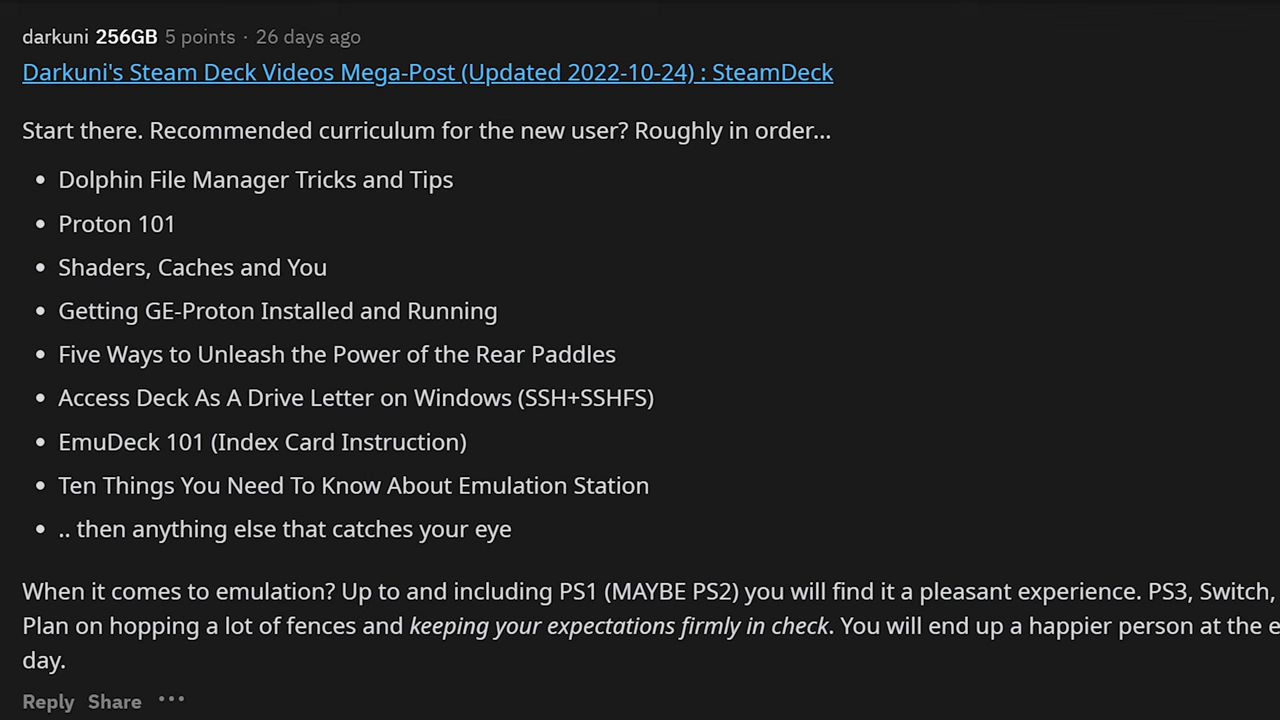 darkuni 256GB 5 points · 26 days ago
Darkuni's Steam Deck Videos Mega-Post (Updated 2022-10-24) : SteamDeck
Start there. Recommended curriculum for the new user? Roughly in order...
• Dolphin File Manager Tricks and Tips
• Proton 101
• Shaders, Caches and You
• Getting GE-Proton Installed and Running
• Five Ways to Unleash the Power of the Rear Paddles
• Access Deck As A Drive Letter on Windows (SSH+SSHFS)
• EmuDeck 101 (Index Card Instruction)
• Ten Things You Need To Know About Emulation Station
• .. then anything else that catches your eye
When it comes to emulation? Up to and including PS1 (MAYBE PS2) you will find it a pleasant experience. PS3, Switch,
Plan on hopping a lot of fences and keeping your expectations firmly in check. You will end up a happier person at the
day.
Reply Share •••